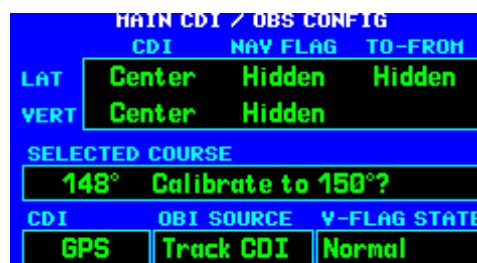 MAIN CDI / OBS CONFIG
CDI NAV FLAG TO-FROM
LAT Center Hidden Hidden
VERT Center Hidden
SELECTED COURSE
148° Calibrate to 150°?
CDI OBI SOURCE V-FLAG STATE
GPS Track CDI Normal